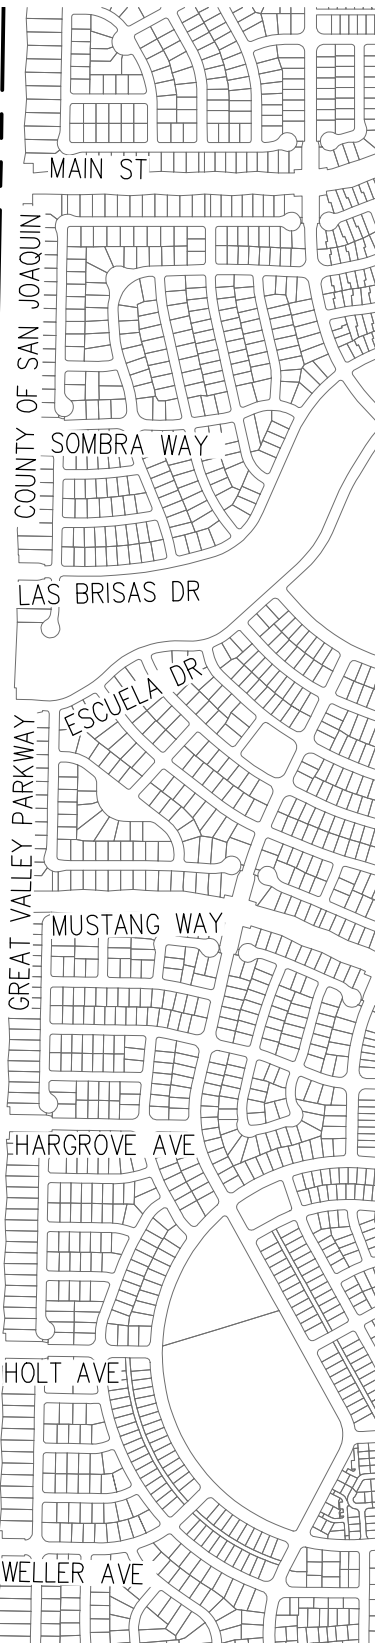 MAIN ST
COUNTY OF SAN JOAQUIN
SOMBRA WAY
LAS BRISAS DR
ESCUELA DR
GREAT VALLEY PARKWAY
MUSTANG WAY
HARGROVE AVE
HOLT AVE
WELLER AVE